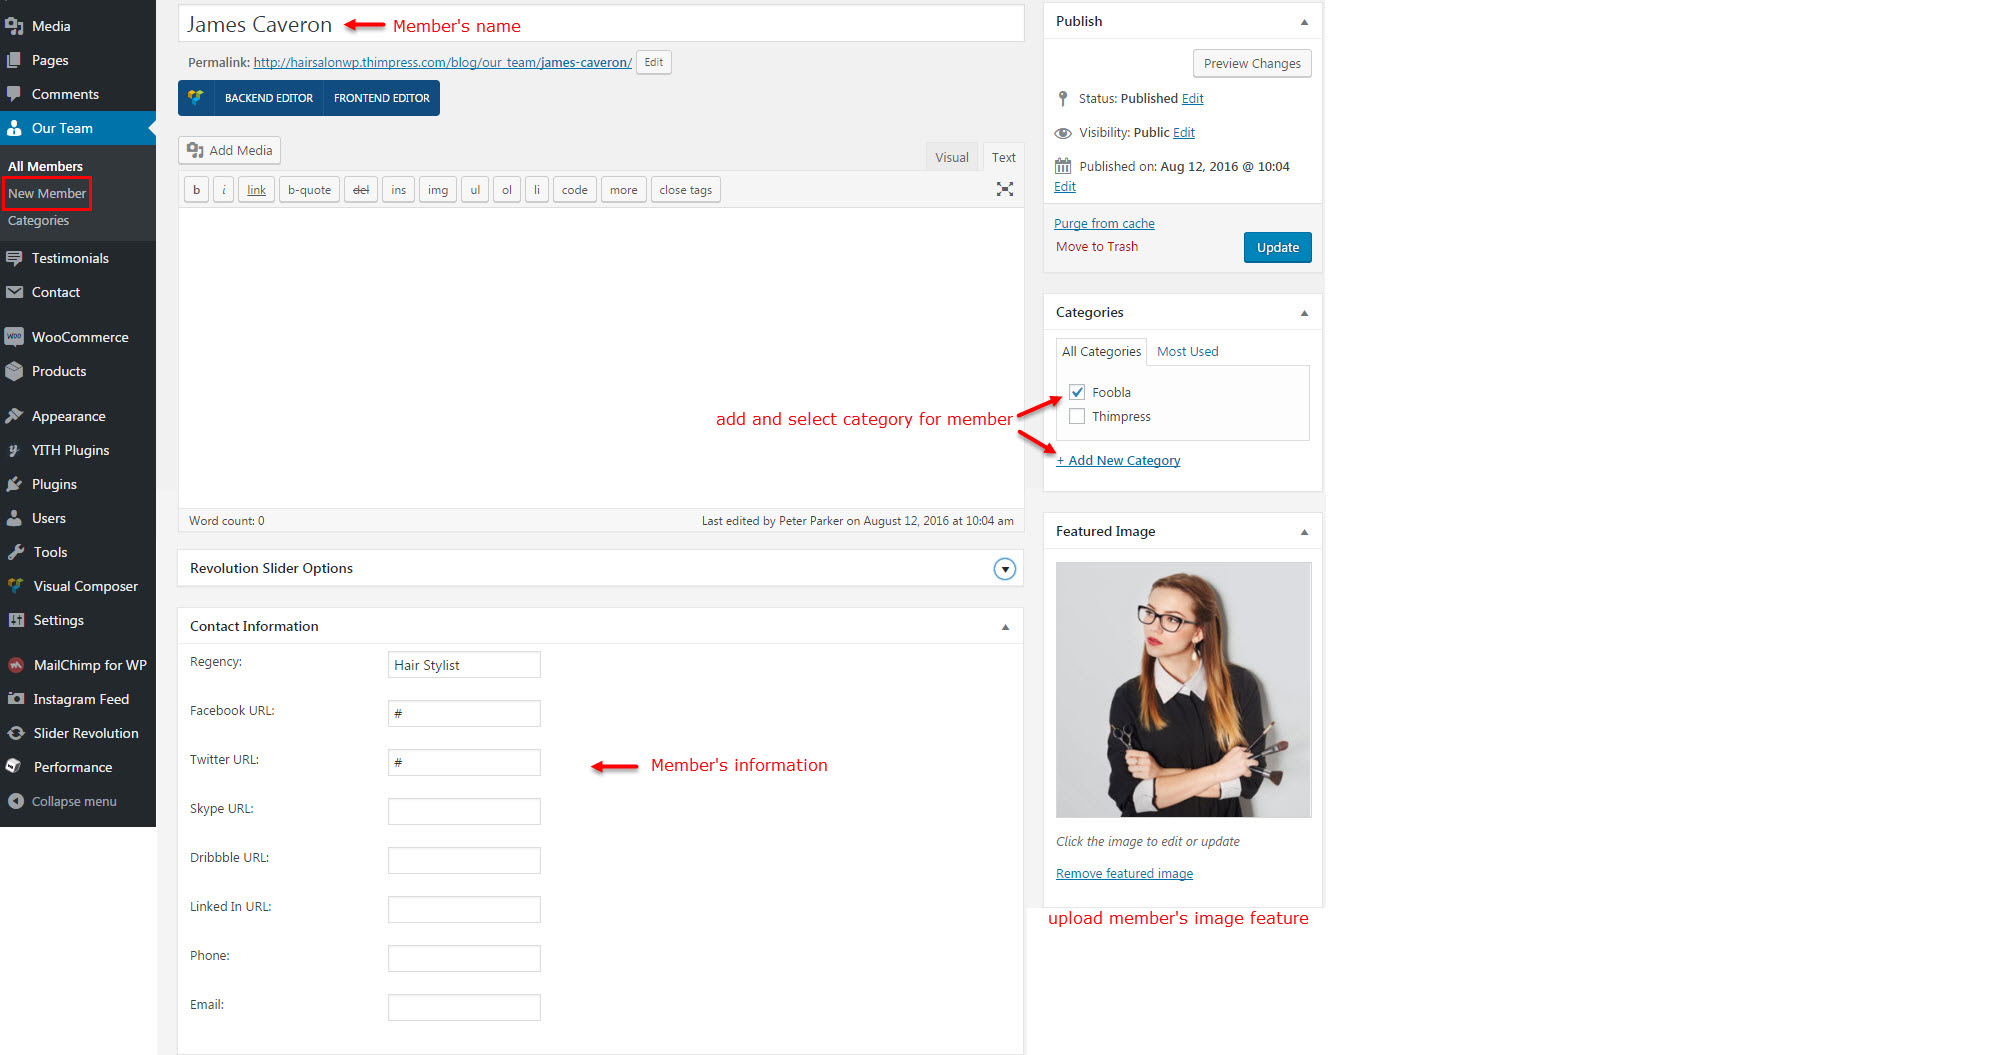 Media
Pages
Comments
Our Team
All Members
New Member
Categories
Testimonials
Contact
WooCommerce
Products
Appearance
YITH Plugins
Plugins
Users
Tools
Visual Composer
Settings
MailChimp for WP
Instagram Feed
Slider Revolution
Performance
Collapse menu
James Caveron
Member's name
Permalink: http://hairsalonwp.thimpress.com/blog/our_team/james-caveron/ Edit
BACKEND EDITOR FRONTEND EDITOR
Add Media
Visual Text
b i link b-quote del ins img ul ol li code more close tags
add and select category for member
Word count: 0 Last edited by Peter Parker on August 12, 2016 at 10:04 am
Revolution Slider Options
Contact Information
Regency: Hair Stylist
Facebook URL: #
Twitter URL: #
Member's information
Skype URL:
Dribbble URL:
Linked In URL:
Phone:
Email:
Publish
Preview Changes
Status: Published Edit
Visibility: Public Edit
Published on: Aug 12, 2016 @ 10:04
Edit
Purge from cache
Move to Trash
Update
Categories
All Categories Most Used
Foobla
Thimpress
+ Add New Category
Featured Image
Click the image to edit or update
Remove featured image
upload member's image feature